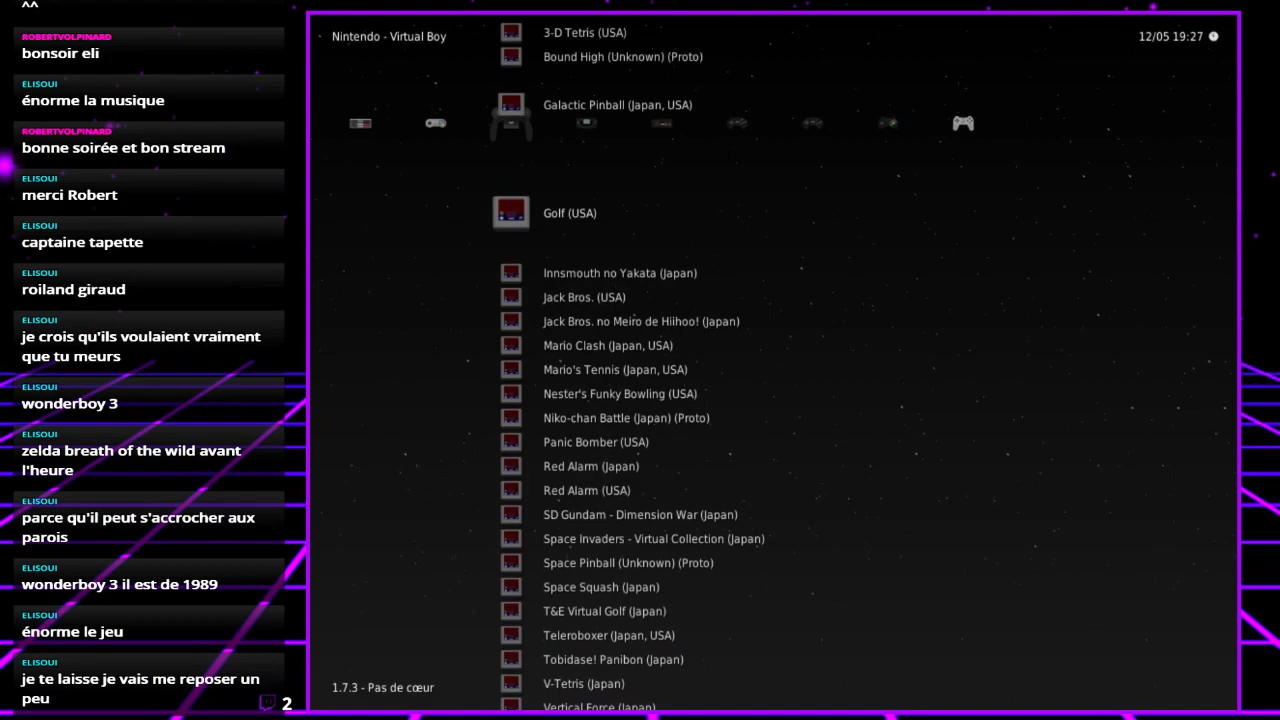 ^^
ROBERTVOLPINARD
bonsoir eli
ELISOUI
énorme la musique
ROBERTVOLPINARD
bonne soirée et bon stream
ELISOUI
merci Robert
ELISOUI
captaine tapette
ELISOUI
roiland giraud
ELISOUI
je crois qu'ils voulaient vraiment
que tu meurs
ELISOUI
wonderboy 3
ELISOUI
zelda breath of the wild avant
l'heure
ELISOUI
parce qu'il peut s'accrocher aux
parois
ELISOUI
wonderboy 3 il est de 1989
ELISOUI
énorme le jeu
ELISOUI
je te laisse je vais me reposer un
peu
2
Nintendo - Virtual Boy
12/05 19:27
3-D Tetris (USA)
Bound High (Unknown) (Proto)
Galactic Pinball (Japan, USA)
Golf (USA)
Innsmouth no Yakata (Japan)
Jack Bros. (USA)
Jack Bros. no Meiro de Hiihoo! (Japan)
Mario Clash (Japan, USA)
Mario's Tennis (Japan, USA)
Nester's Funky Bowling (USA)
Niko-chan Battle (Japan) (Proto)
Panic Bomber (USA)
Red Alarm (Japan)
Red Alarm (USA)
SD Gundam - Dimension War (Japan)
Space Invaders - Virtual Collection (Japan)
Space Pinball (Unknown) (Proto)
Space Squash (Japan)
T&E Virtual Golf (Japan)
Teleroboxer (Japan, USA)
Tobidase! Panibon (Japan)
V-Tetris (Japan)
Vertical Force (Japan)
1.7.3 - Pas de cœur